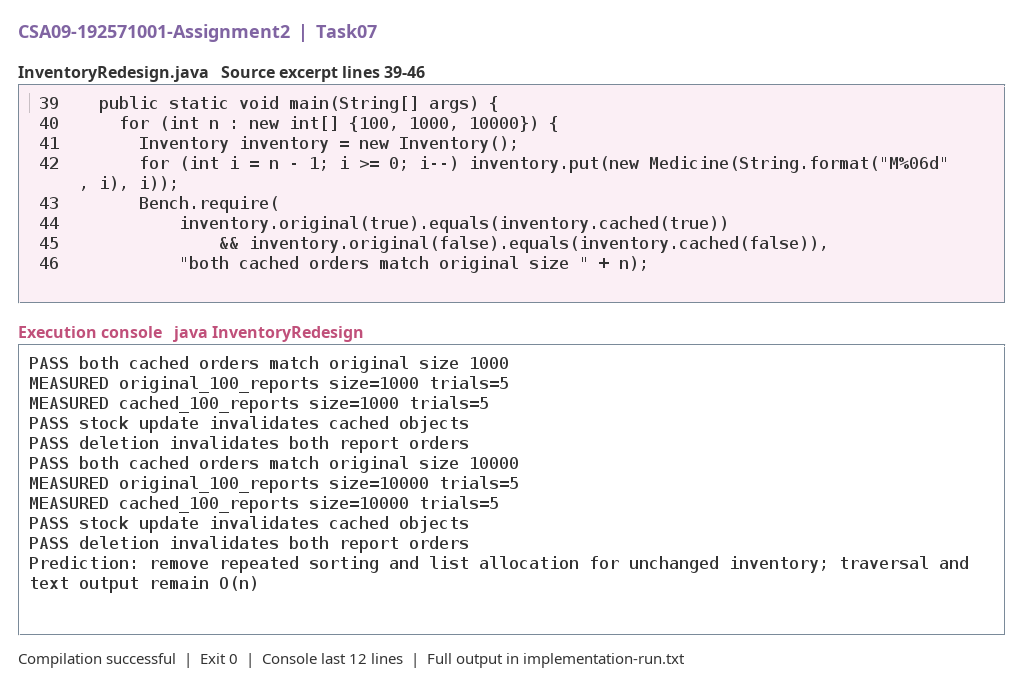 CSA09-192571001-Assignment2 | Task07
InventoryRedesign.java Source excerpt lines 39-46
39 public static void main(String[] args) {
40 for (int n : new int[] {100, 1000, 10000}) {
41 Inventory inventory = new Inventory();
42 for (int i = n - 1; i >= 0; i--) inventory.put(new Medicine(String.format("M%06d"
, i), i));
43 Bench.require(
44 inventory.original(true).equals(inventory.cached(true))
45 && inventory.original(false).equals(inventory.cached(false)),
46 "both cached orders match original size " + n);
Execution console java InventoryRedesign
PASS both cached orders match original size 1000
MEASURED original_100_reports size=1000 trials=5
MEASURED cached_100_reports size=1000 trials=5
PASS stock update invalidates cached objects
PASS deletion invalidates both report orders
PASS both cached orders match original size 10000
MEASURED original_100_reports size=10000 trials=5
MEASURED cached_100_reports size=10000 trials=5
PASS stock update invalidates cached objects
PASS deletion invalidates both report orders
Prediction: remove repeated sorting and list allocation for unchanged inventory; traversal and
text output remain O(n)
Compilation successful | Exit 0 | Console last 12 lines | Full output in implementation-run.txt